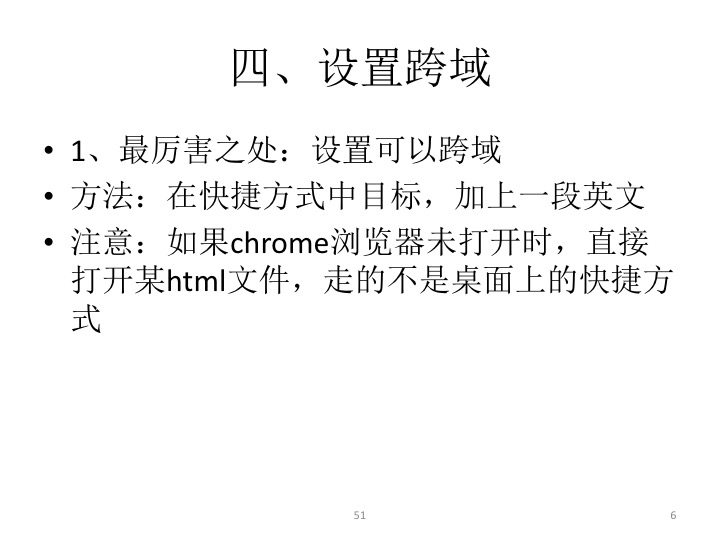 四、设置跨域
• 1、最厉害之处：设置可以跨域
• 方法：在快捷方式中目标，加上一段英文
• 注意：如果chrome浏览器未打开时，直接
打开某html文件，走的不是桌面上的快捷方
式
51
6